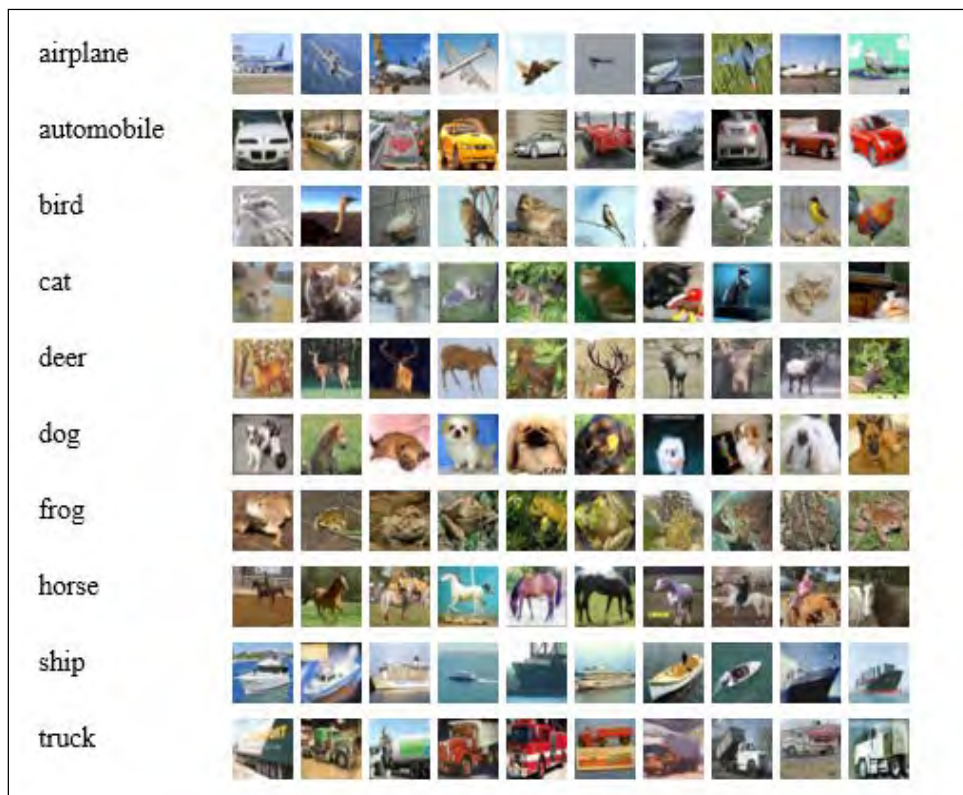 airplane
automobile
bird
cat
deer
dog
frog
horse
ship
truck